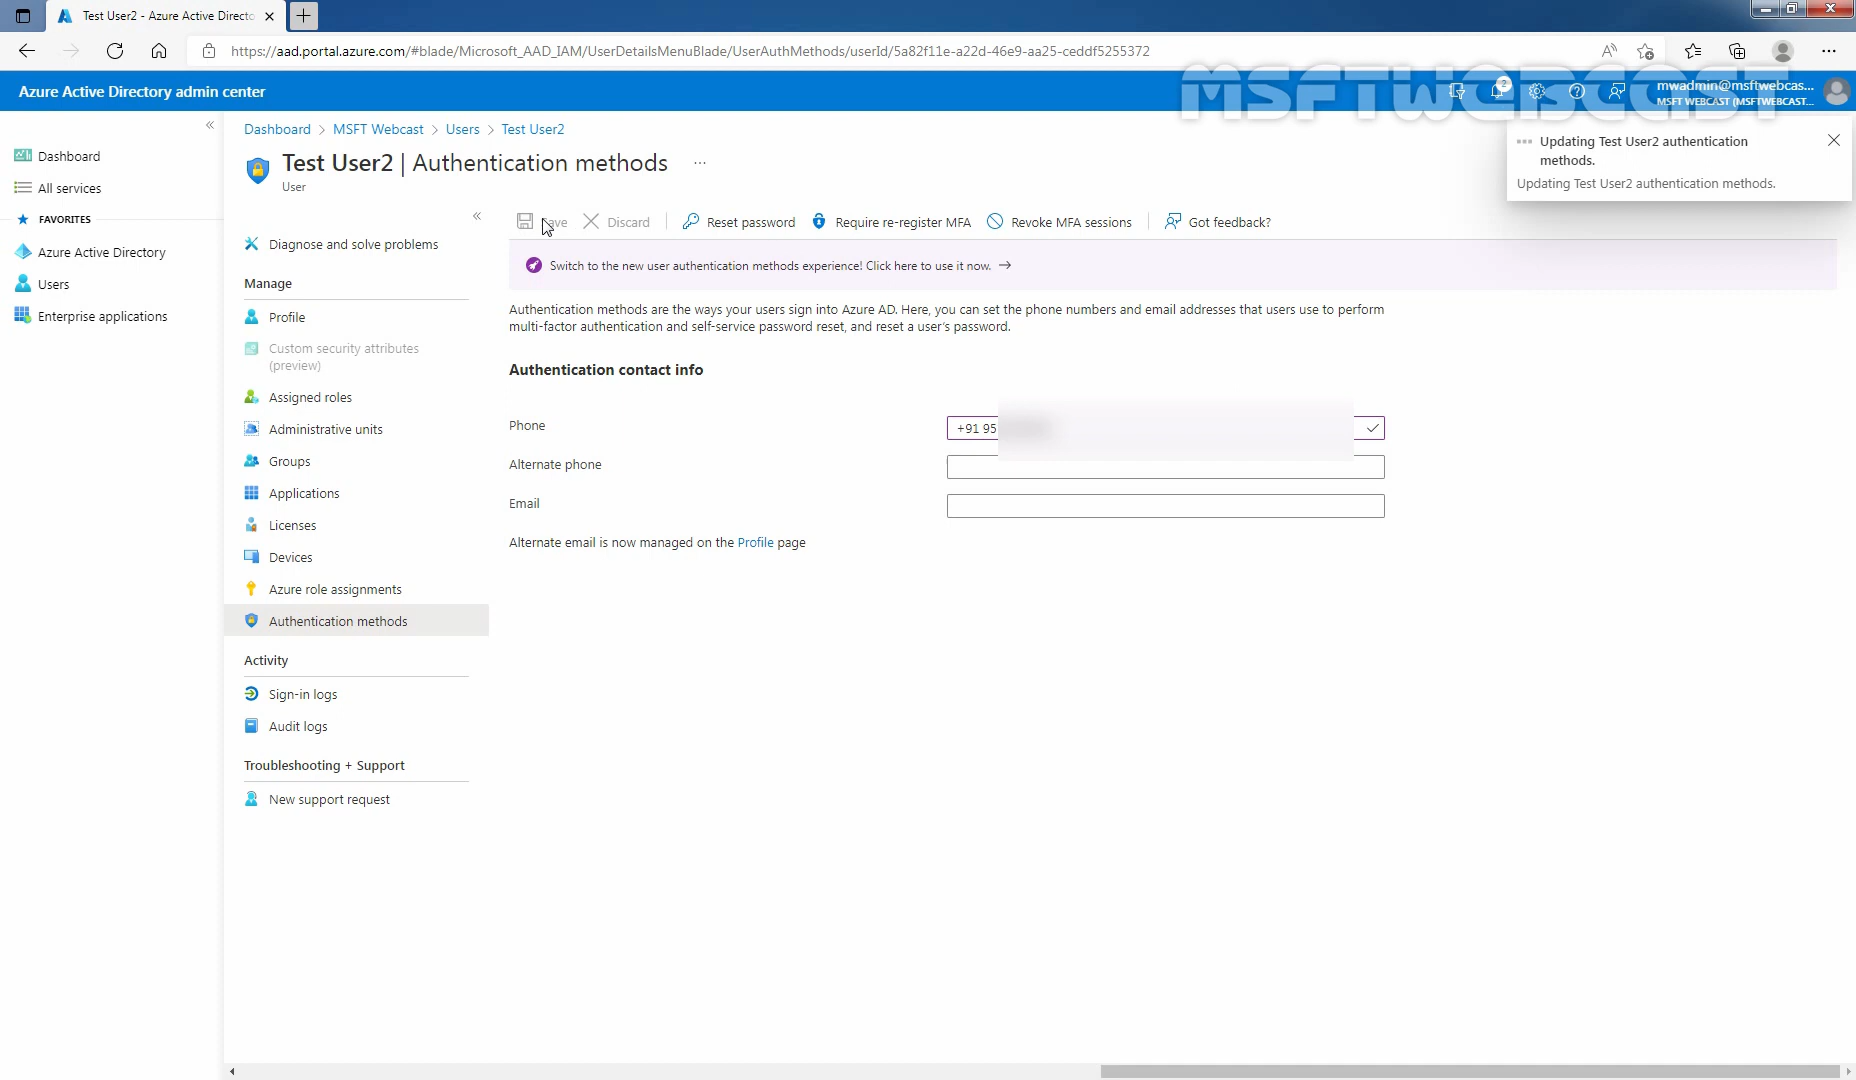 Test User2 - Azure Active Directo
https://aad.portal.azure.com/#blade/Microsoft_AAD_IAM/UserDetailsMenuBlade/UserAuthMethods/userId/5a82f11e-a22d-46e9-aa25-ceddf5255372
MSFTWEBCAST
Azure Active Directory admin center
2
mwadmin@msftwebcas...
MSFT WEBCAST (MSFTWEBCAST....
Dashboard > MSFT Webcast > Users > Test User2
Updating Test User2 authentication
methods.
Updating Test User2 authentication methods.
Test User2 | Authentication methods
User
Dashboard
All services
FAVORITES
Azure Active Directory
Users
Enterprise applications
Diagnose and solve problems
Manage
Profile
Custom security attributes
(preview)
Assigned roles
Administrative units
Groups
Applications
Licenses
Devices
Azure role assignments
Authentication methods
Activity
Sign-in logs
Audit logs
Troubleshooting + Support
New support request
Save Discard Reset password Require re-register MFA Revoke MFA sessions Got feedback?
Switch to the new user authentication methods experience! Click here to use it now. →
Authentication methods are the ways your users sign into Azure AD. Here, you can set the phone numbers and email addresses that users use to perform
multi-factor authentication and self-service password reset, and reset a user's password.
Authentication contact info
Phone
+91 95
Alternate phone
Email
Alternate email is now managed on the Profile page